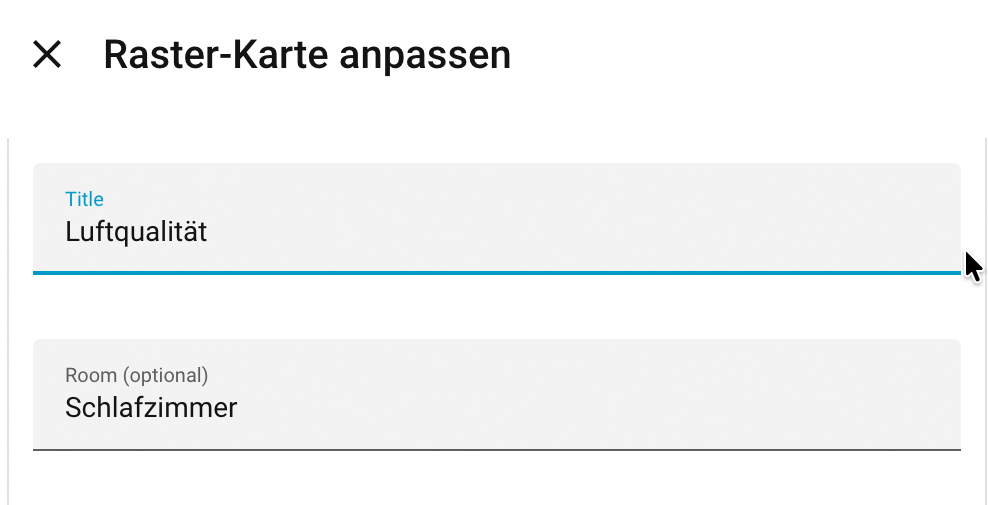 Raster-Karte anpassen
Title
Luftqualität
Room (optional)
Schlafzimmer